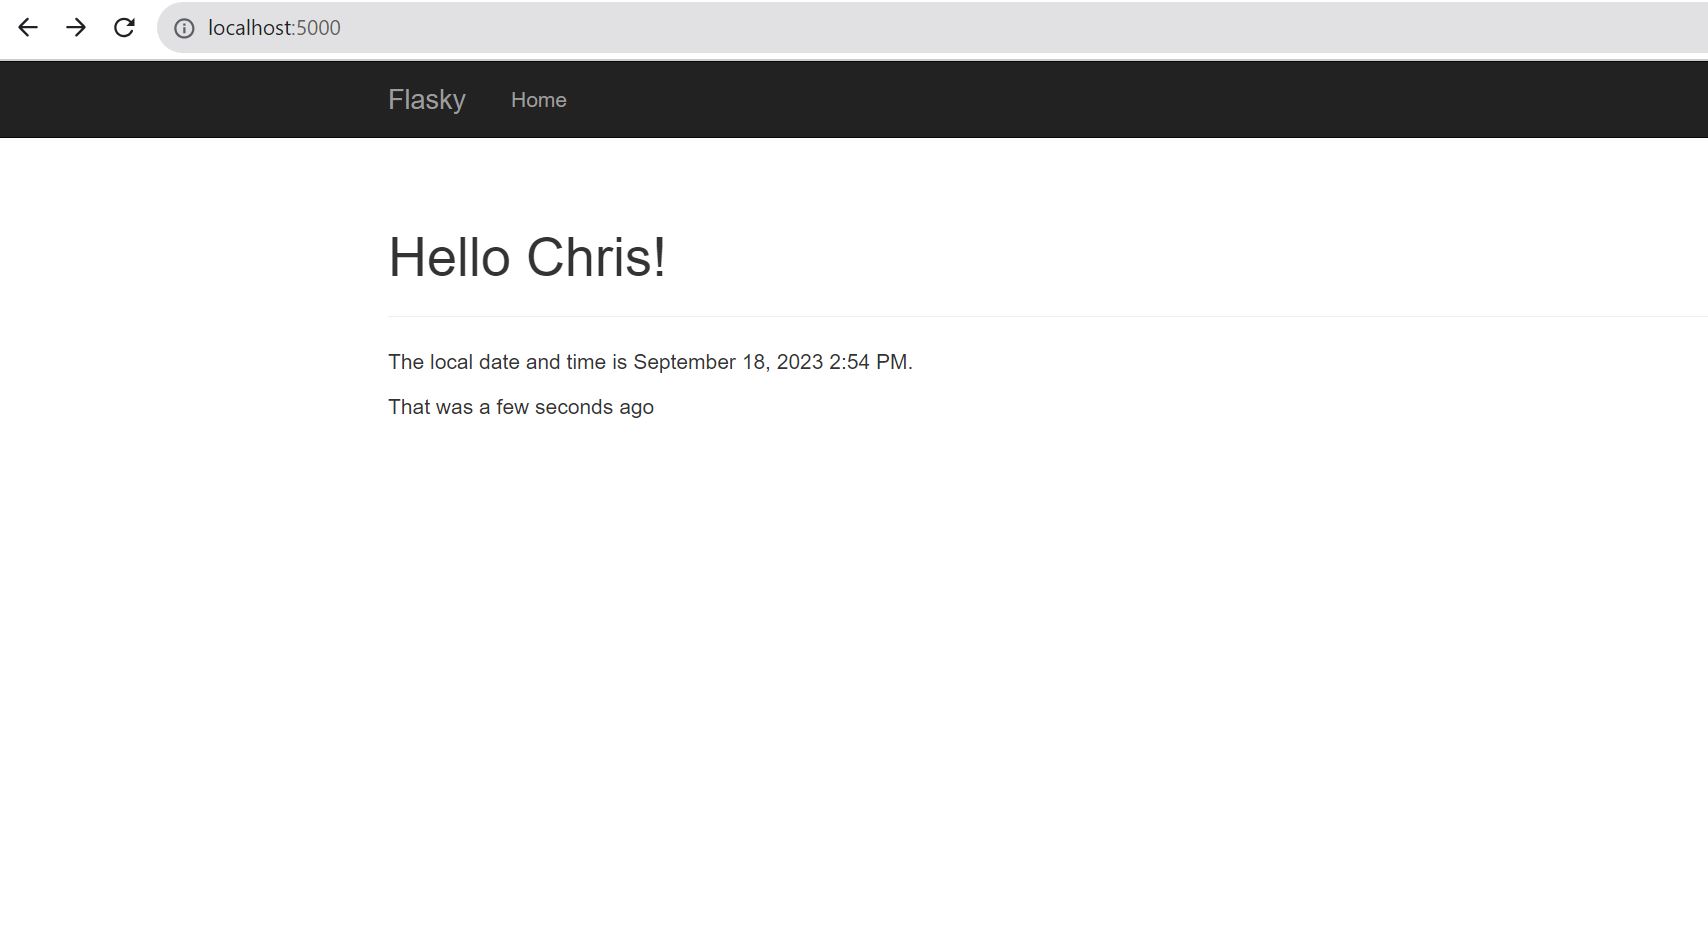 localhost:5000
Flasky Home
Hello Chris!
The local date and time is September 18, 2023 2:54 PM.
That was a few seconds ago